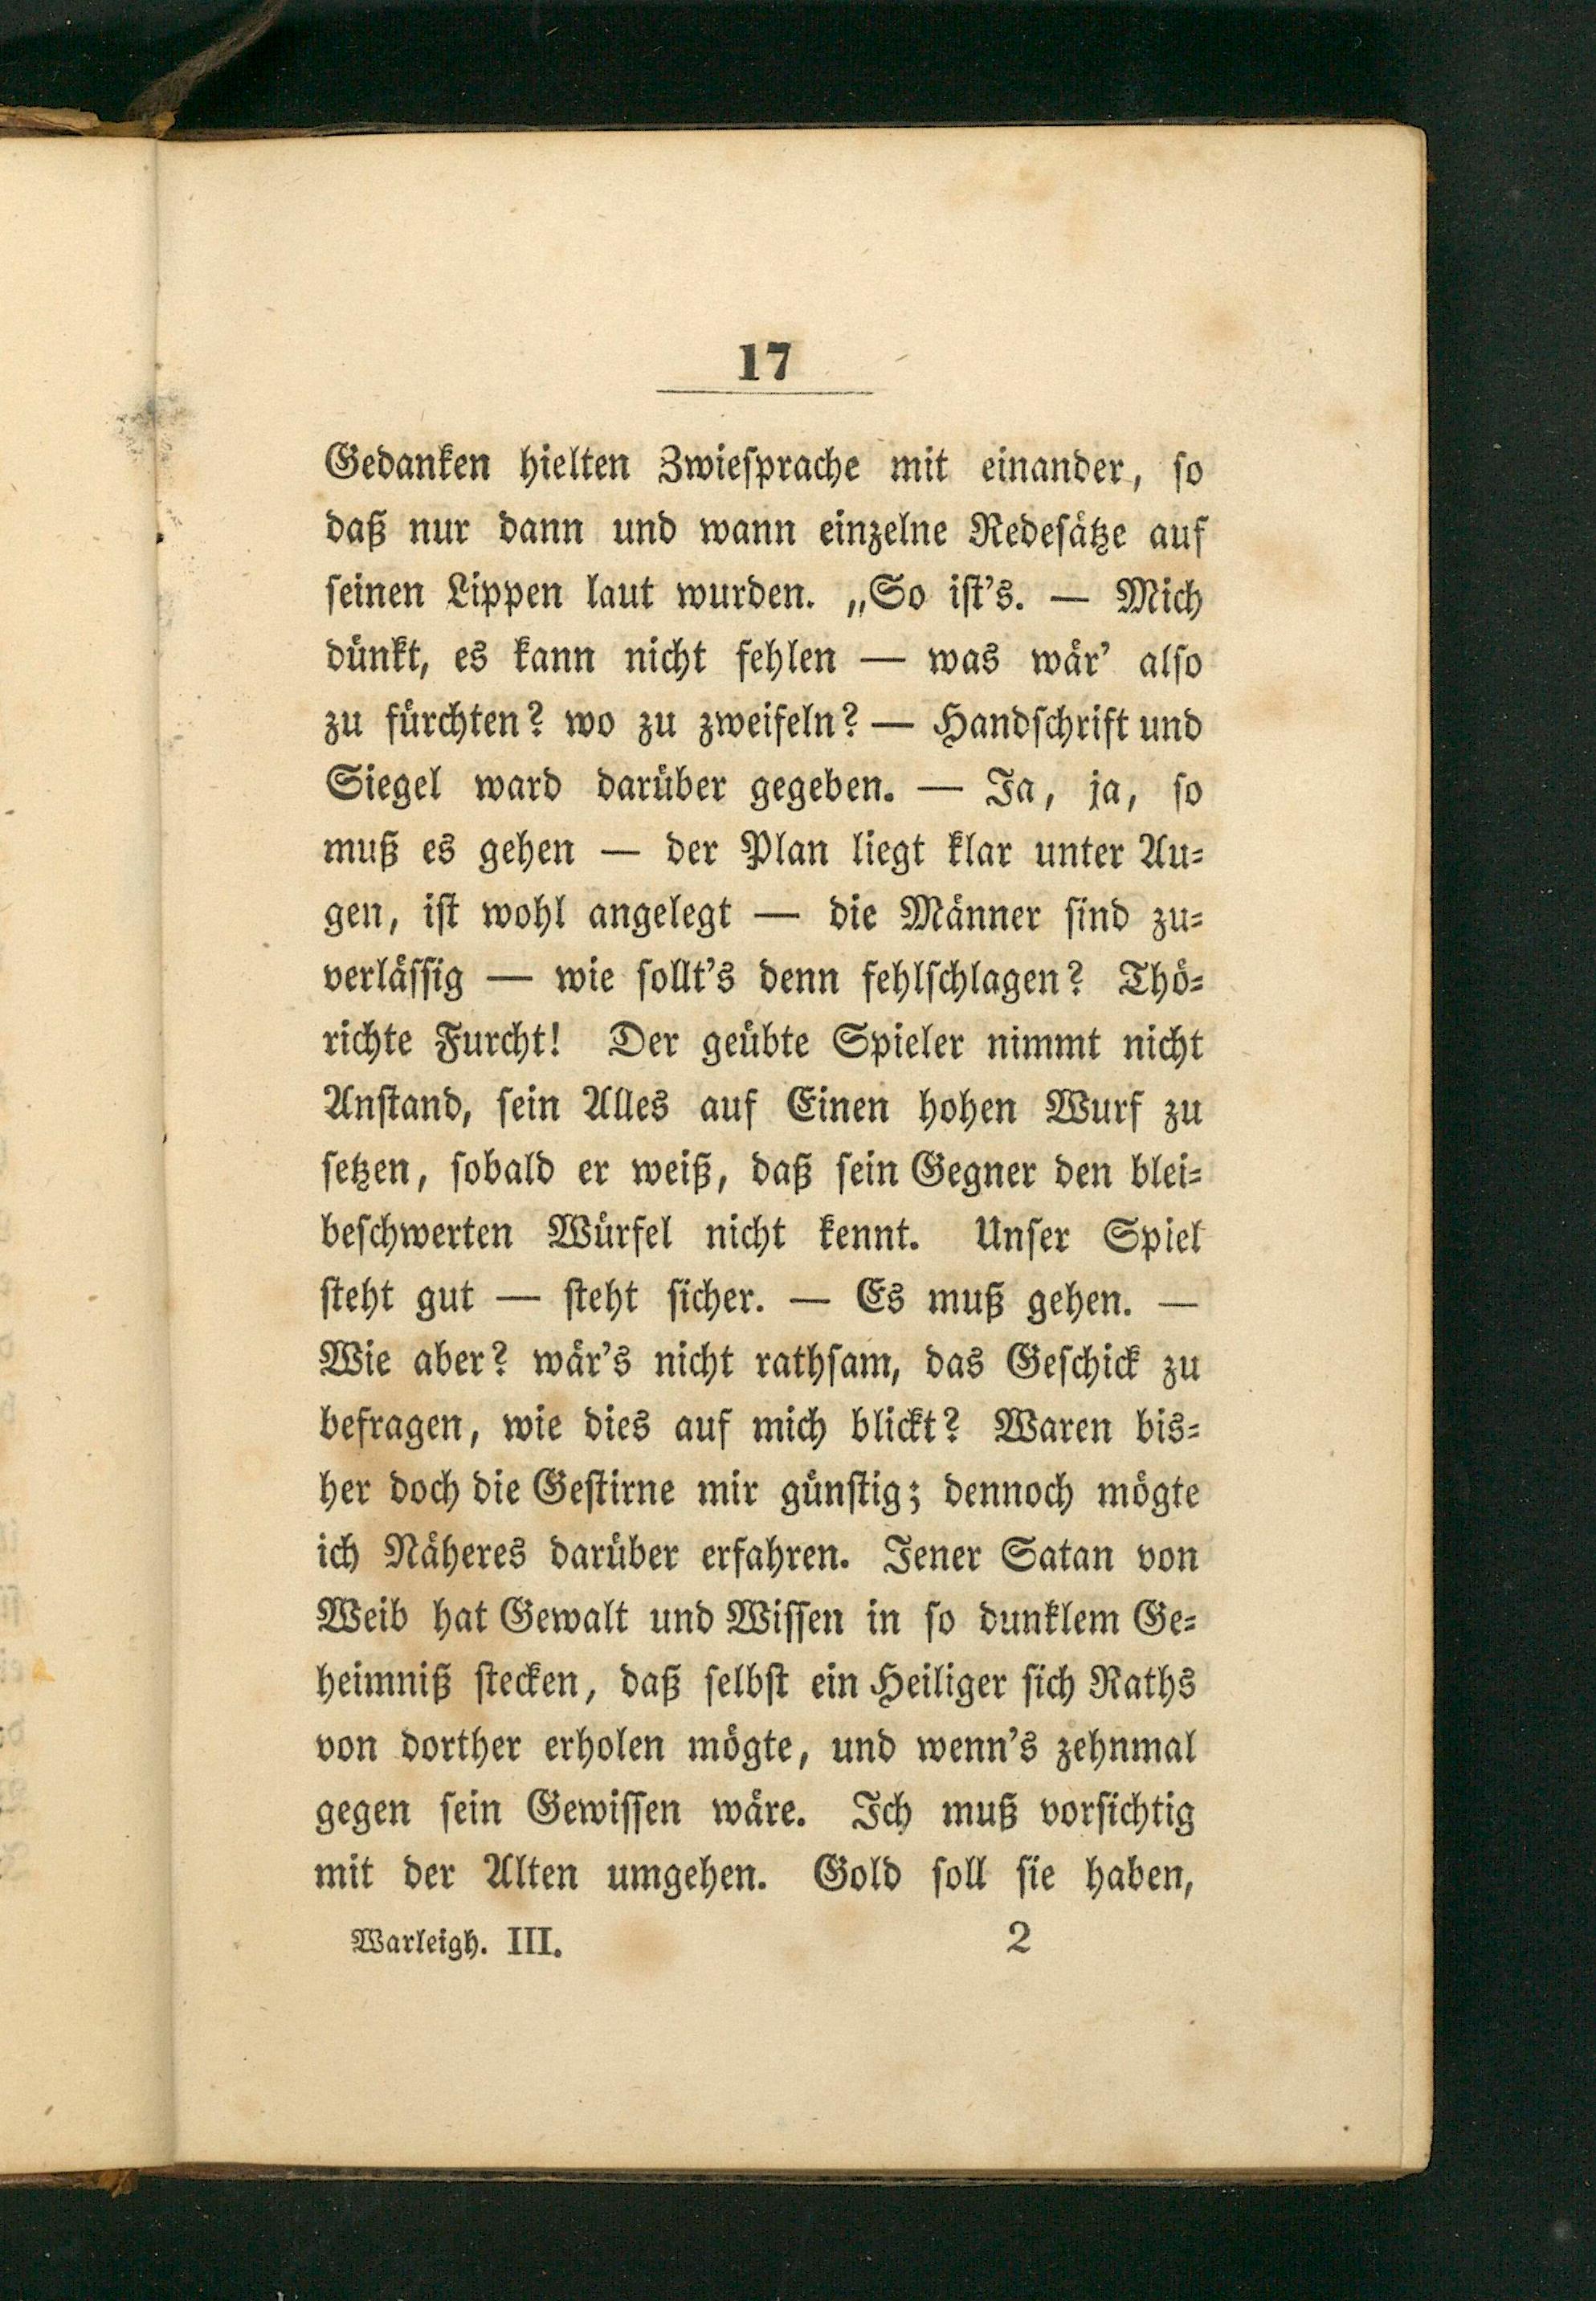 17
Gedanken hielten Zwiesprache mit einander, so
daß nur dann und wann einzelne Redesätze auf
seinen Lippen laut wurden. „So ist's. — Mich
dünkt, es kann nicht fehlen — was wär' also
zu fürchten? wo zu zweifeln? — Handschrift und
Siegel ward darüber gegeben. — Ja, ja, so
muß es gehen — der Plan liegt klar unter Au-
gen, ist wohl angelegt — die Männer sind zu-
verlässig — wie sollt's denn fehlschlagen? Thö-
richte Furcht! Der geübte Spieler nimmt nicht
Anstand, sein Alles auf Einen hohen Wurf zu
setzen, sobald er weiß, daß sein Gegner den blei-
beschwerten Würfel nicht kennt. Unser Spiel
steht gut — steht sicher. — Es muß gehen. —
Wie aber? wär's nicht rathsam, das Geschick zu
befragen, wie dies auf mich blickt? Waren bis-
her doch die Gestirne mir günstig; dennoch mögte
ich Näheres darüber erfahren. Jener Satan von
Weib hat Gewalt und Wissen in so dunklem Ge-
heimniß stecken, daß selbst ein Heiliger sich Raths
von dorther erholen mögte, und wenn's zehnmal
gegen sein Gewissen wäre. Ich muß vorsichtig
mit der Alten umgehen. Gold soll sie haben,
Warleigh. III. 2